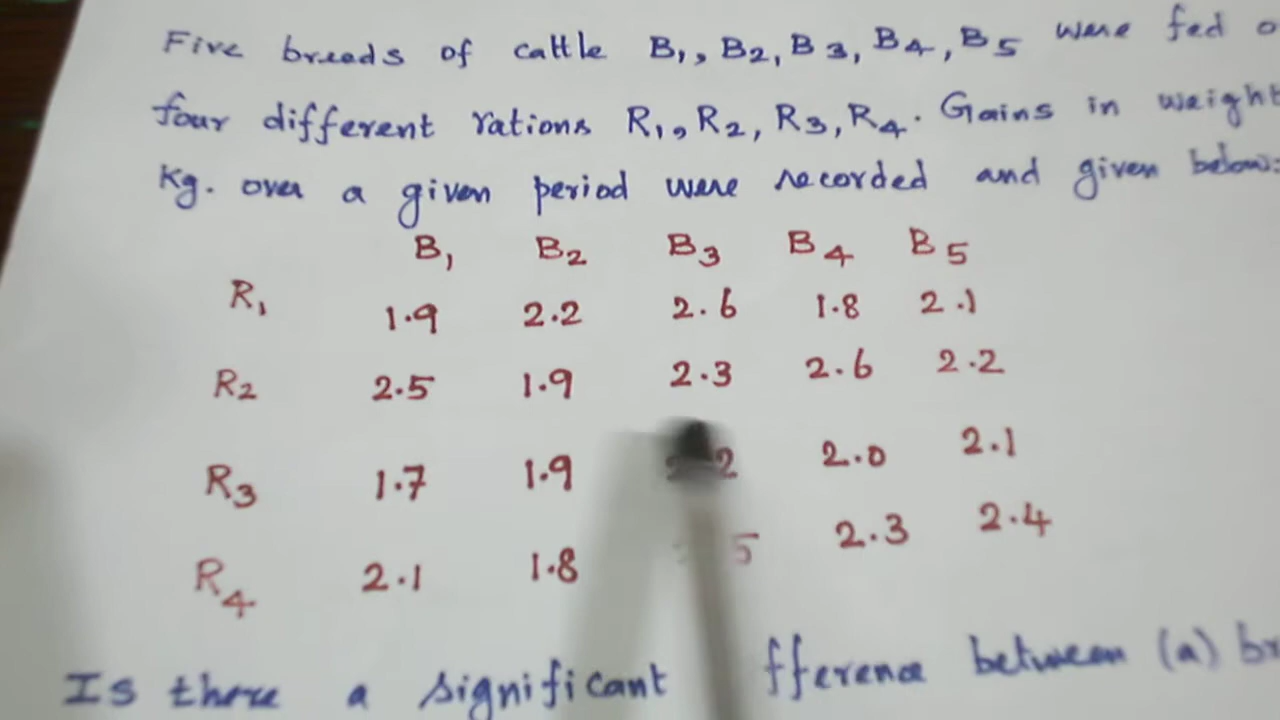 Five breeds of cattle B1, B2, B3, B4, B5 were fed o
four different rations R1, R2, R3, R4. Gains in weight
Kg. over a given period were recorded and given below:
B1 B2 B3 B4 B5
R1 1.9 2.2 2.6 1.8 2.1
R2 2.5 1.9 2.3 2.6 2.2
R3 1.7 1.9 2.0 2.1
R4 2.1 1.8 2.3 2.4
Is there a significant fference between (a) br